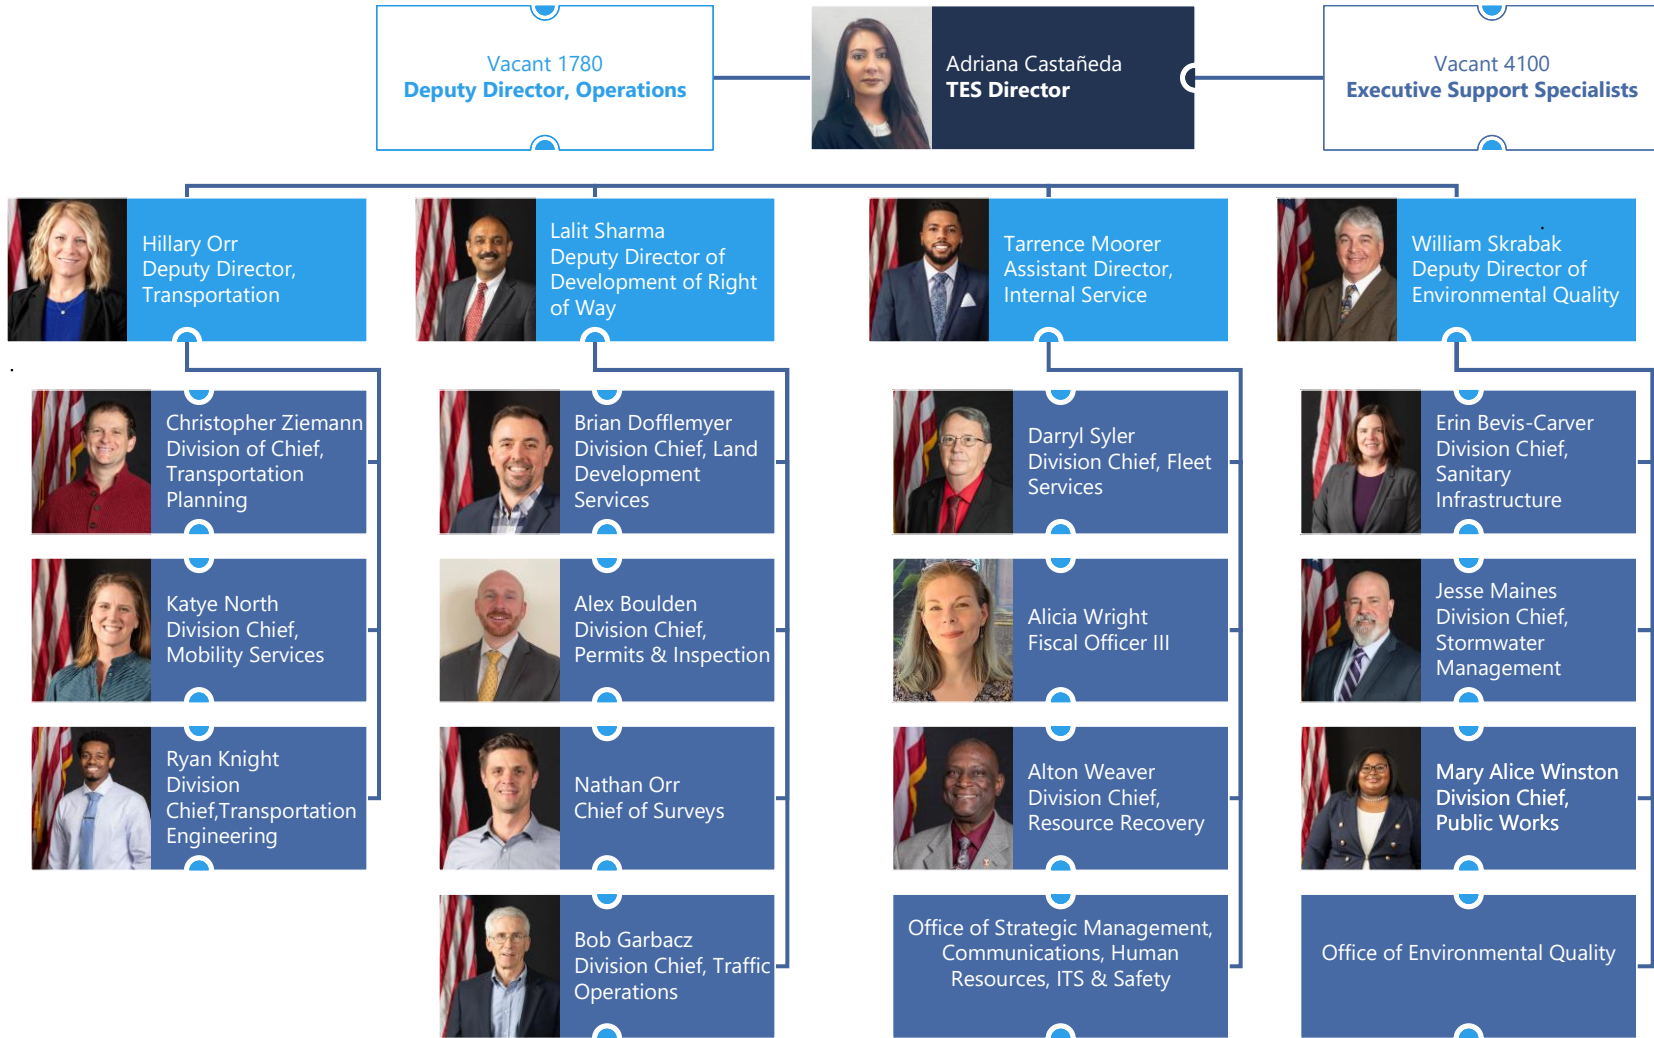 Vacant 1780
Deputy Director, Operations
Adriana Castañeda
TES Director
Vacant 4100
Executive Support Specialists
Hillary Orr
Deputy Director,
Transportation
Lalit Sharma
Deputy Director of
Development of Right
of Way
Tarrence Moorer
Assistant Director,
Internal Service
William Skrabak
Deputy Director of
Environmental Quality
Christopher Ziemann
Division of Chief,
Transportation
Planning
Brian Dofflemyer
Division Chief, Land
Development
Services
Darryl Syler
Division Chief, Fleet
Services
Erin Bevis-Carver
Division Chief,
Sanitary
Infrastructure
Katye North
Division Chief,
Mobility Services
Alex Boulden
Division Chief,
Permits & Inspection
Alicia Wright
Fiscal Officer III
Jesse Maines
Division Chief,
Stormwater
Management
Ryan Knight
Division
Chief,Transportation
Engineering
Nathan Orr
Chief of Surveys
Alton Weaver
Division Chief,
Resource Recovery
Mary Alice Winston
Division Chief,
Public Works
Bob Garbacz
Division Chief, Traffic
Operations
Office of Strategic Management,
Communications, Human
Resources, ITS & Safety
Office of Environmental Quality